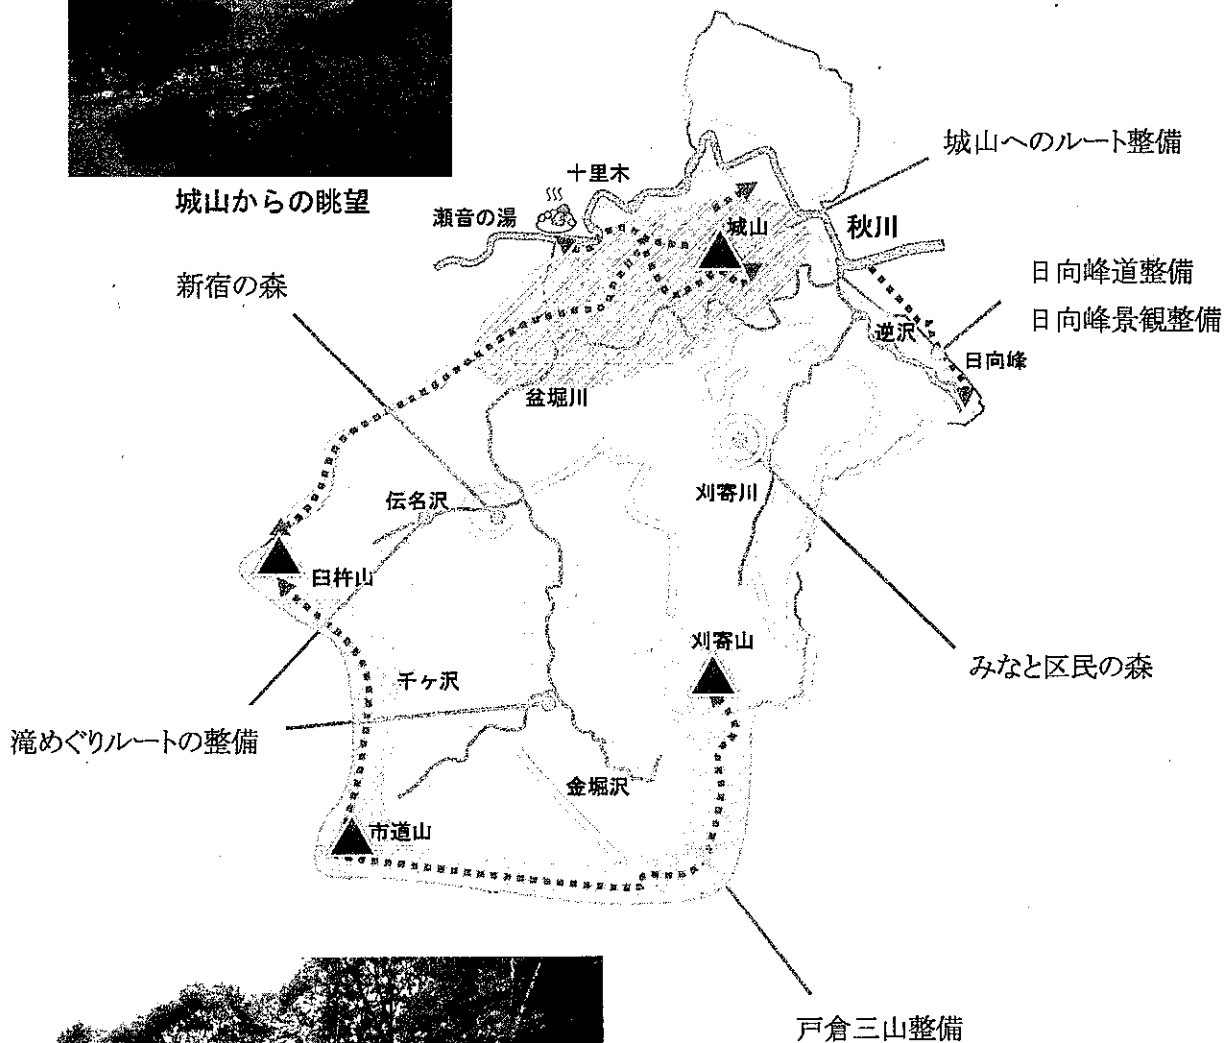 城山からの眺望
城山へのルート整備
十里木
瀬音の湯
城山
秋川
新宿の森
日向峰道整備
日向峰景観整備
逆沢
日向峰
盆堀川
伝名沢
刈寄川
臼杵山
刈寄山
みなと区民の森
千ヶ沢
滝めぐりルートの整備
金堀沢
市道山
戸倉三山整備